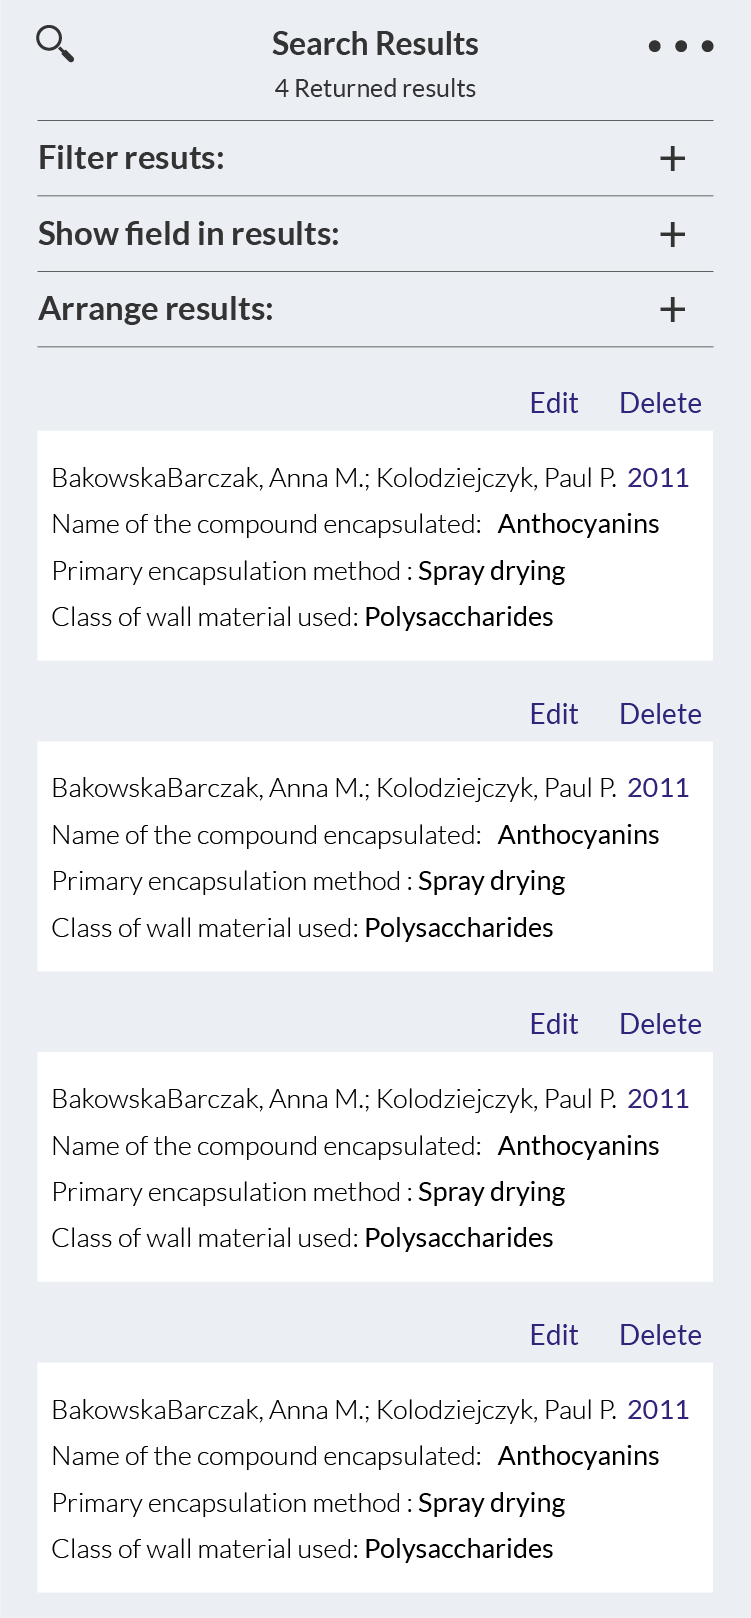 Search Results
4 Returned results
Filter resuts: +
Show field in results: +
Arrange results: +
Edit Delete
BakowskaBarczak, Anna M.; Kolodziejczyk, Paul P. 2011
Name of the compound encapsulated: Anthocyanins
Primary encapsulation method : Spray drying
Class of wall material used: Polysaccharides
Edit Delete
BakowskaBarczak, Anna M.; Kolodziejczyk, Paul P. 2011
Name of the compound encapsulated: Anthocyanins
Primary encapsulation method : Spray drying
Class of wall material used: Polysaccharides
Edit Delete
BakowskaBarczak, Anna M.; Kolodziejczyk, Paul P. 2011
Name of the compound encapsulated: Anthocyanins
Primary encapsulation method : Spray drying
Class of wall material used: Polysaccharides
Edit Delete
BakowskaBarczak, Anna M.; Kolodziejczyk, Paul P. 2011
Name of the compound encapsulated: Anthocyanins
Primary encapsulation method : Spray drying
Class of wall material used: Polysaccharides